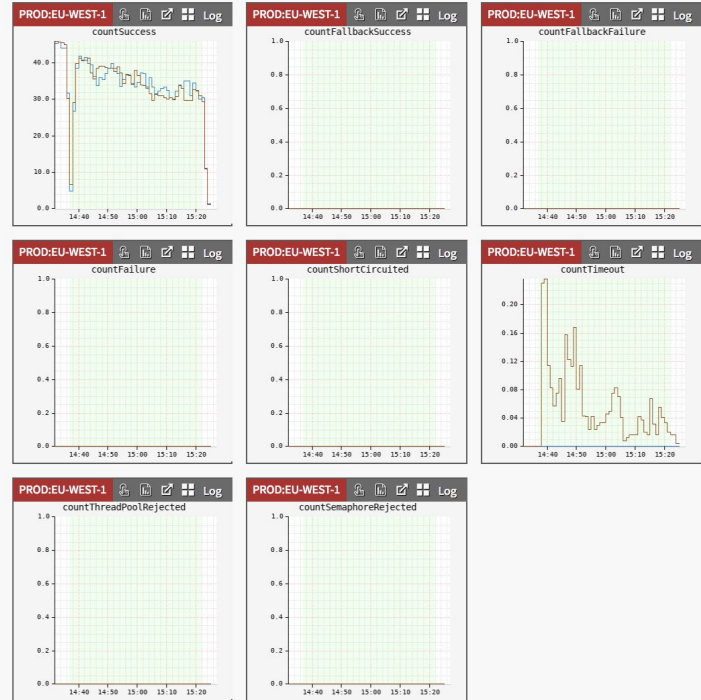 PROD:EU-WEST-1 Log
countSuccess
40.0
30.0
20.0
10.0
0.0
14:40 14:50 15:00 15:10 15:20
PROD:EU-WEST-1 Log
countFallbackSuccess
1.0
0.8
0.6
0.4
0.2
0.0
14:40 14:50 15:00 15:10 15:20
PROD:EU-WEST-1 Log
countFallbackFailure
1.0
0.8
0.6
0.4
0.2
0.0
14:40 14:50 15:00 15:10 15:20
PROD:EU-WEST-1 Log
countFailure
1.0
0.8
0.6
0.4
0.2
0.0
14:40 14:50 15:00 15:10 15:20
PROD:EU-WEST-1 Log
countShortCircuited
1.0
0.8
0.6
0.4
0.2
0.0
14:40 14:50 15:00 15:10 15:20
PROD:EU-WEST-1 Log
countTimeout
0.20
0.16
0.12
0.08
0.04
0.00
14:40 14:50 15:00 15:10 15:20
PROD:EU-WEST-1 Log
countThreadPoolRejected
1.0
0.8
0.6
0.4
0.2
0.0
14:40 14:50 15:00 15:10 15:20
PROD:EU-WEST-1 Log
countSemaphoreRejected
1.0
0.8
0.6
0.4
0.2
0.0
14:40 14:50 15:00 15:10 15:20